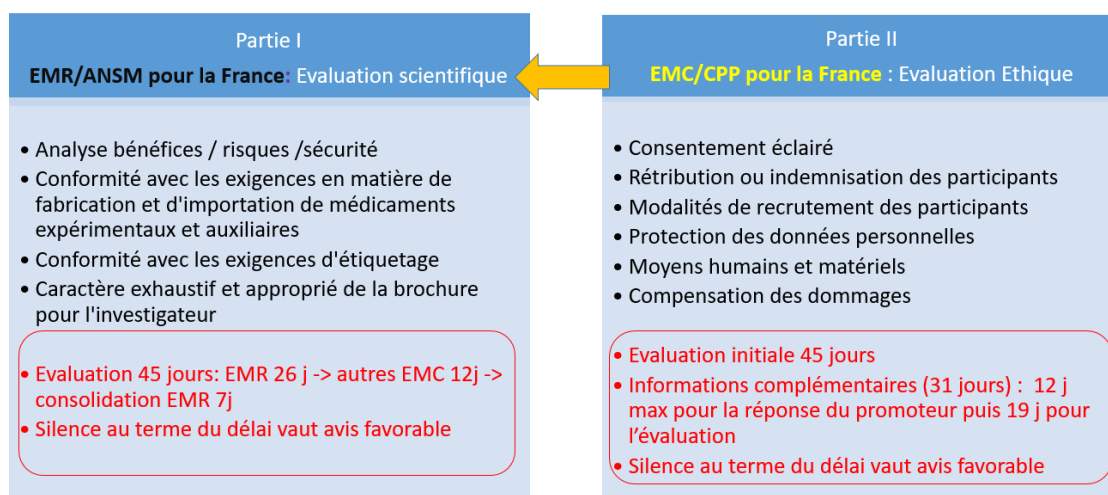 Partie I
EMR/ANSM pour la France: Evaluation scientifique
• Analyse bénéfices / risques /sécurité
• Conformité avec les exigences en matière de
fabrication et d'importation de médicaments
expérimentaux et auxiliaires
• Conformité avec les exigences d'étiquetage
• Caractère exhaustif et approprié de la brochure
pour l'investigateur
• Evaluation 45 jours: EMR 26 j -> autres EMC 12j ->
consolidation EMR 7j
• Silence au terme du délai vaut avis favorable
Partie II
EMC/CPP pour la France : Evaluation Ethique
• Consentement éclairé
• Rétribution ou indemnisation des participants
• Modalités de recrutement des participants
• Protection des données personnelles
• Moyens humains et matériels
• Compensation des dommages
• Evaluation initiale 45 jours
• Informations complémentaires (31 jours) : 12 j
max pour la réponse du promoteur puis 19 j pour
l’évaluation
• Silence au terme du délai vaut avis favorable